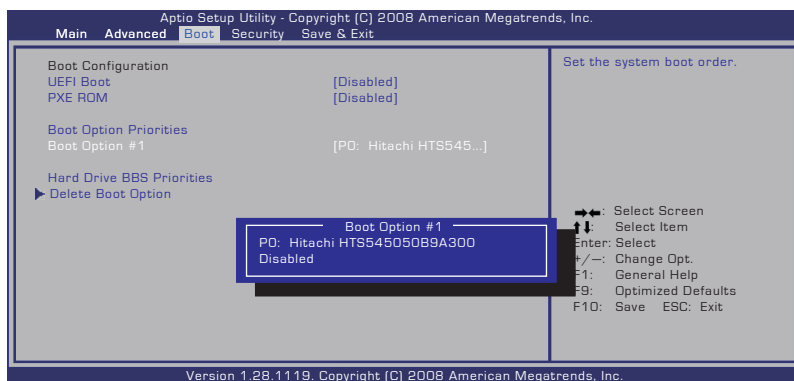 Aptio Setup Utility - Copyright (C) 2008 American Megatrends, Inc.
Main Advanced Boot Security Save & Exit
Boot Configuration
UEFI Boot [Disabled]
PXE ROM [Disabled]
Boot Option Priorities
Boot Option #1 [P0: Hitachi HTS545...]
Hard Drive BBS Priorities
Delete Boot Option
Boot Option #1
P0: Hitachi HTS545050B9A300
Disabled
Set the system boot order.
→←: Select Screen
↑↓: Select Item
Enter: Select
+/—: Change Opt.
F1: General Help
F9: Optimized Defaults
F10: Save ESC: Exit
Version 1.28.1119. Copyright (C) 2008 American Megatrends, Inc.